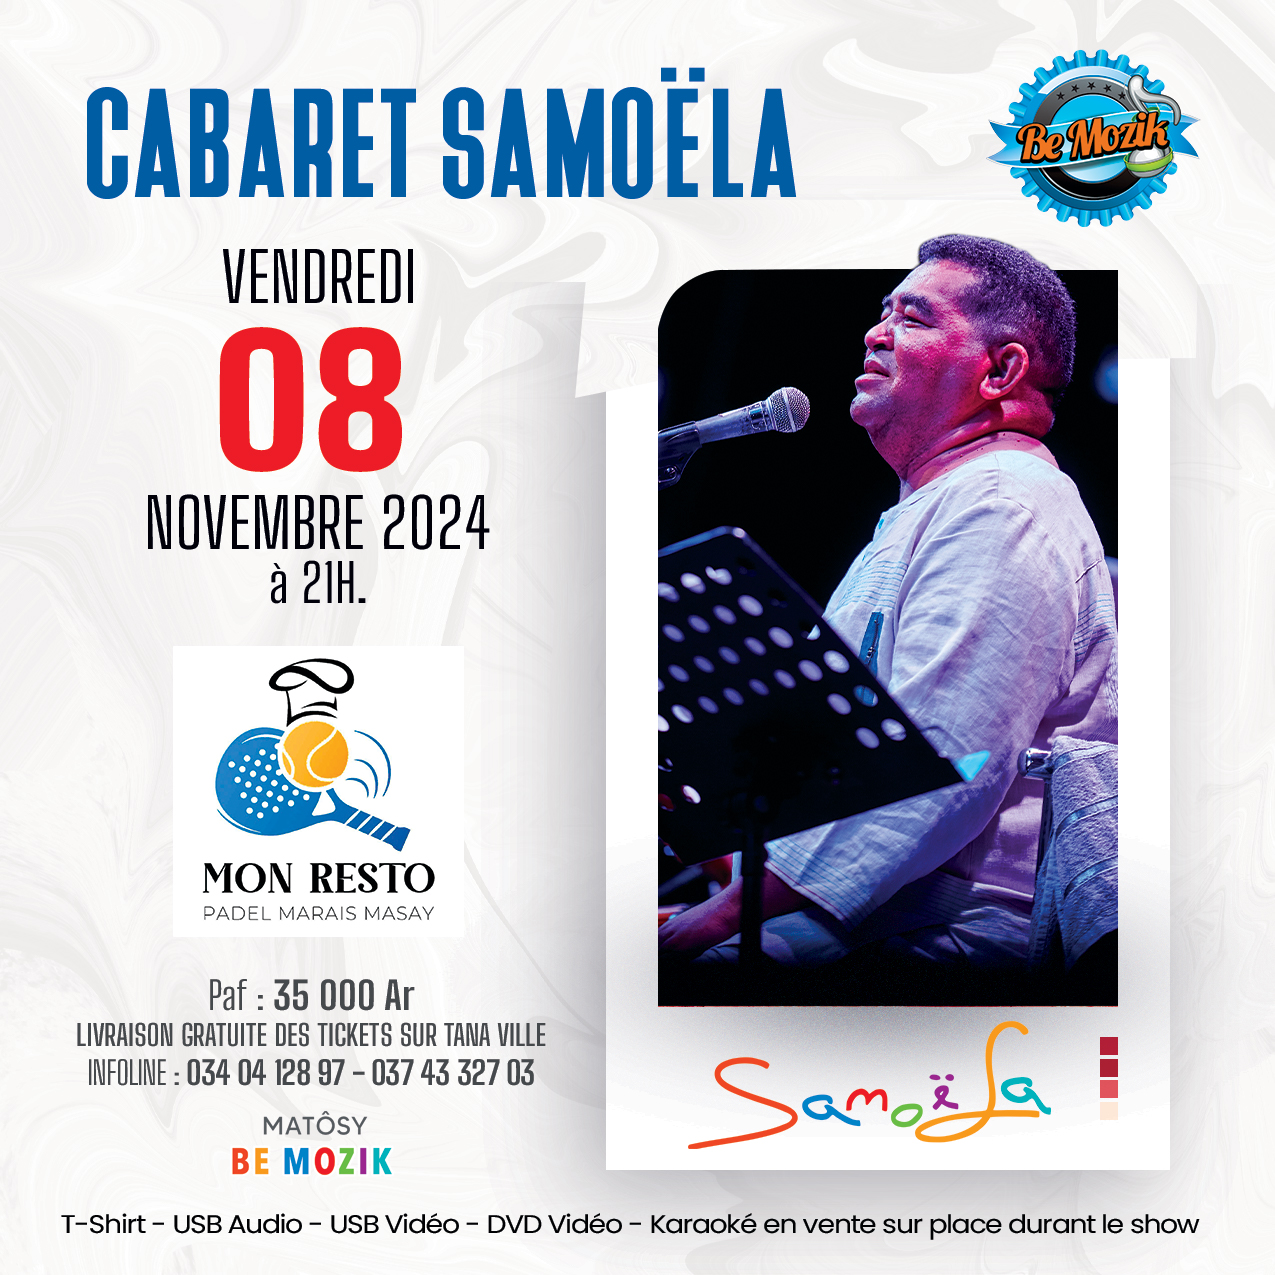 CABARET SAMOËLA
Be Mozik
VENDREDI
08
NOVEMBRE 2024
à 21H.
MON RESTO
PADEL MARAIS MASAY
Paf : 35 000 Ar
LIVRAISON GRATUITE DES TICKETS SUR TANA VILLE
INFOLINE : 034 04 128 97 - 037 43 327 03
MATÔSY
BE MOZIK
Samoëla
T-Shirt - USB Audio - USB Vidéo - DVD Vidéo - Karaoké en vente sur place durant le show